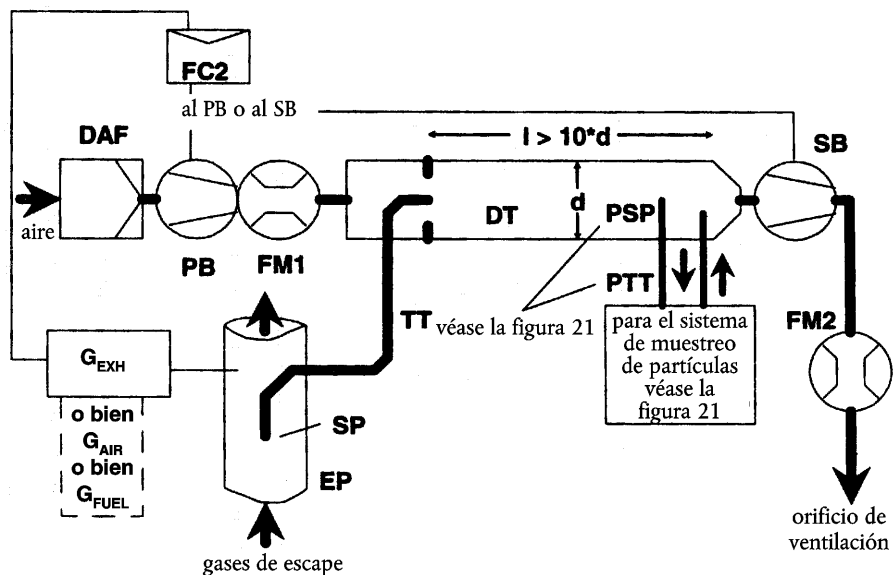 FC2
al PB o al SB
DAF
l > 10*d
SB
aire
d
DT
PSP
PB
FM1
PTT
TT
véase la figura 21
para el sistema
de muestreo
de partículas
véase la
figura 21
FM2
G_EXH
o bien
G_AIR
o bien
G_FUEL
SP
EP
gases de escape
orificio de
ventilación